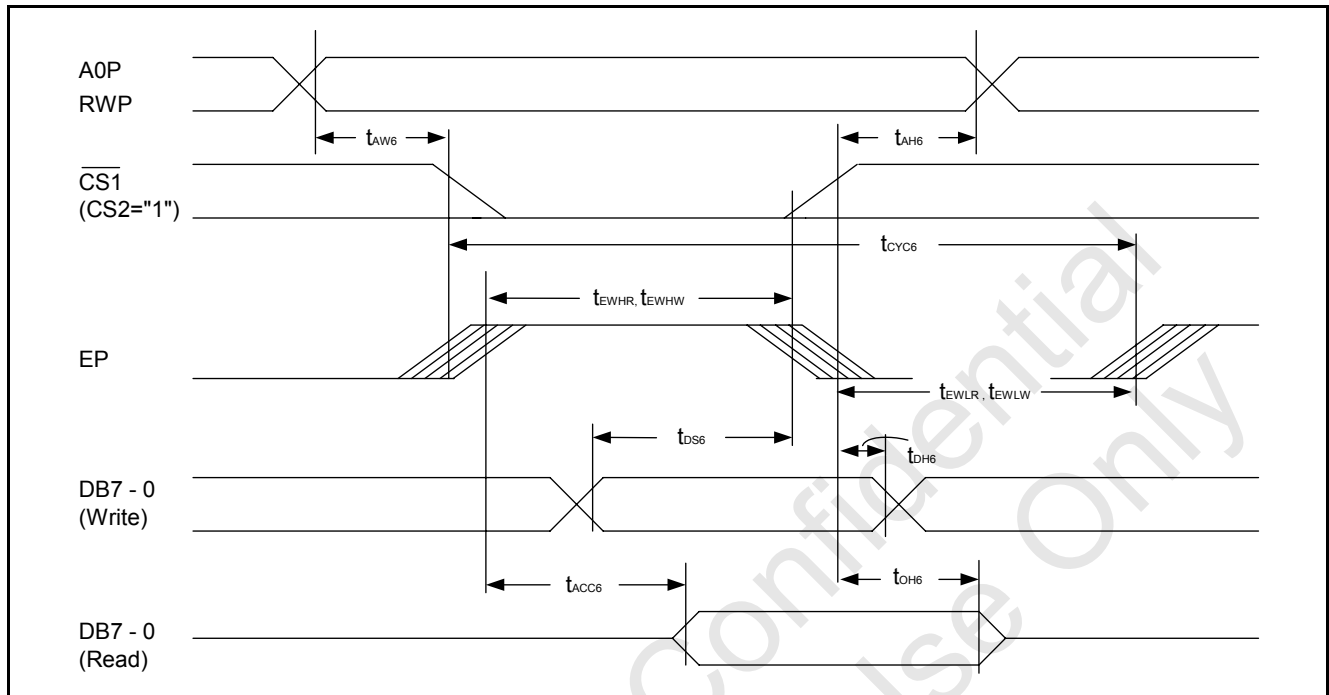 A0P
RWP
tAW6
tAH6
CS1
(CS2="1")
tCYC6
tEWHR, tEWHW
EP
tEWLR , tEWLW
tDS6
tDH6
DB7 - 0
(Write)
tACC6
tOH6
DB7 - 0
(Read)
Confidential
Use Only